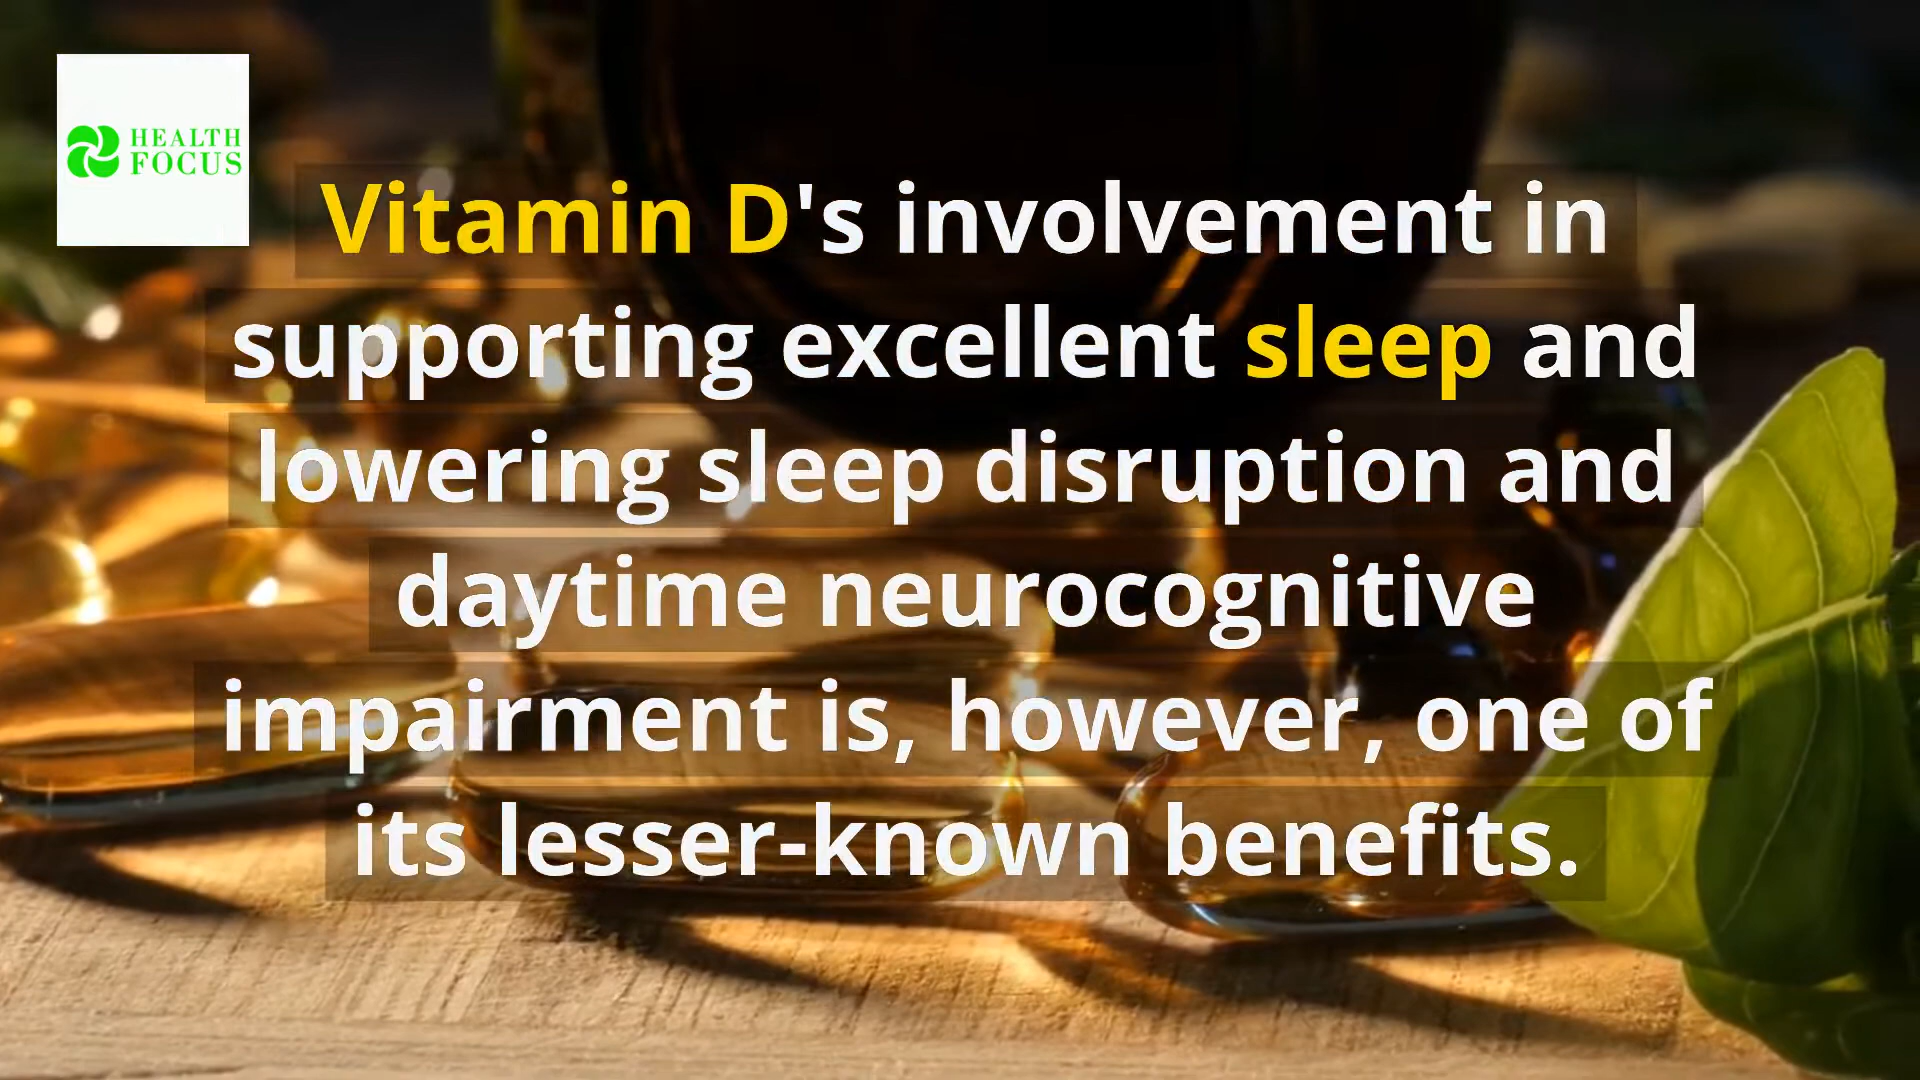 HEALTH
FOCUS
Vitamin D's involvement in
supporting excellent sleep and
lowering sleep disruption and
daytime neurocognitive
impairment is, however, one of
its lesser-known benefits.